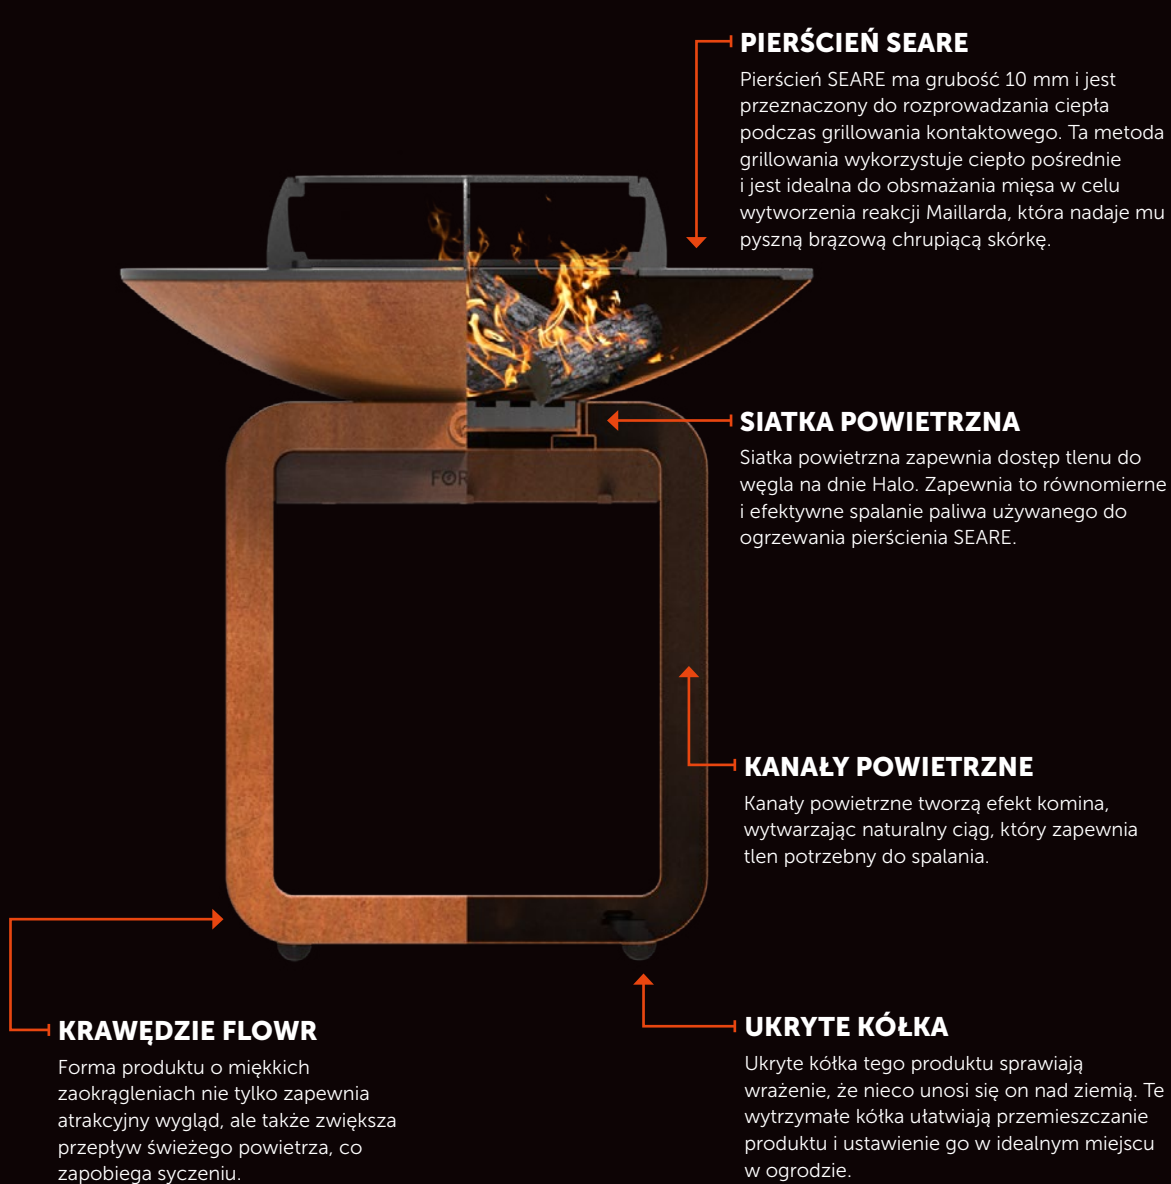 PIERŚCIEŃ SEARE
Pierścień SEARE ma grubość 10 mm i jest
przeznaczony do rozprowadzania ciepła
podczas grillowania kontaktowego. Ta metoda
grillowania wykorzystuje ciepło pośrednie
i jest idealna do obsmażania mięsa w celu
wytworzenia reakcji Maillarda, która nadaje mu
pyszną brązową chrupiącą skórkę.
SIATKA POWIETRZNA
Siatka powietrzna zapewnia dostęp tlenu do
węgla na dnie Halo. Zapewnia to równomierne
i efektywne spalanie paliwa używanego do
ogrzewania pierścienia SEARE.
FOR
KANAŁY POWIETRZNE
Kanały powietrzne tworzą efekt komina,
wytwarzając naturalny ciąg, który zapewnia
tlen potrzebny do spalania.
KRAWĘDZIE FLOWR
Forma produktu o miękkich
zaokrągleniach nie tylko zapewnia
atrakcyjny wygląd, ale także zwiększa
przepływ świeżego powietrza, co
zapobiega syczeniu.
UKRYTE KÓŁKA
Ukryte kółka tego produktu sprawiają
wrażenie, że nieco unosi się on nad ziemią. Te
wytrzymałe kółka ułatwiają przemieszczanie
produktu i ustawienie go w idealnym miejscu
w ogrodzie.